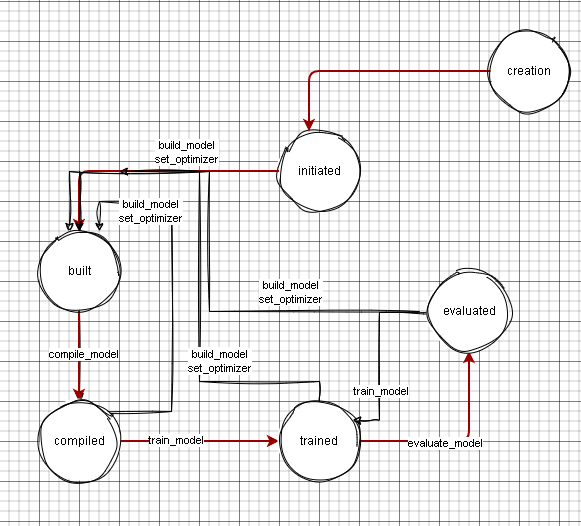 creation
build_model
set_optimizer
initiated
build_model
set_optimizer
built
build_model
set_optimizer
evaluated
compile_model
build_model
set_optimizer
train_model
compiled
train_model
trained
evaluate_model